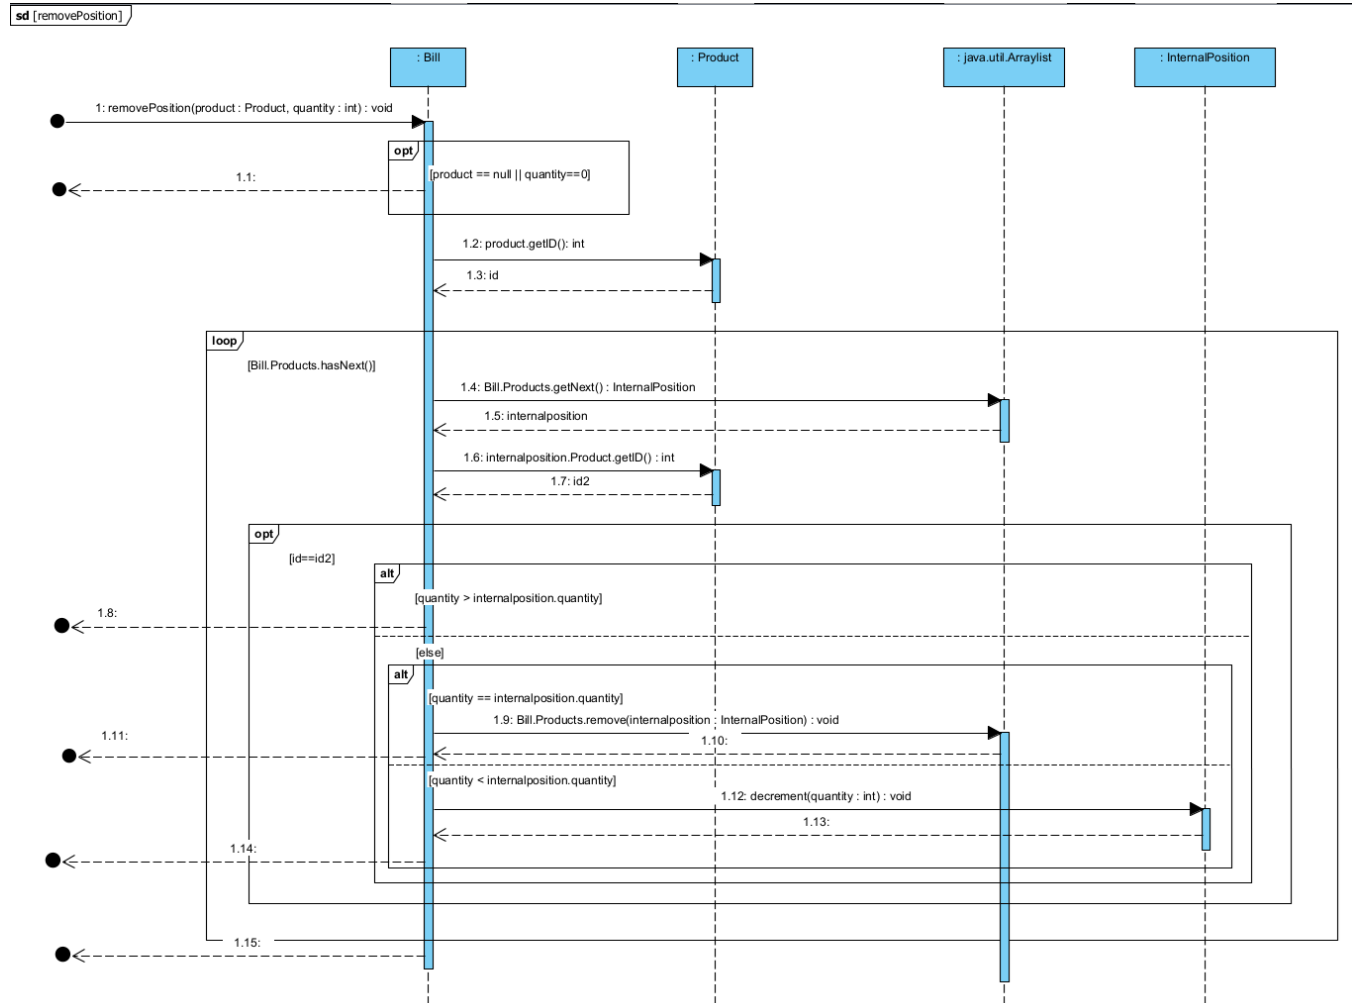 sd [removePosition]
: Bill
: Product
: java.util.Arraylist
: InternalPosition
1: removePosition(product : Product, quantity : int) : void
opt
[product == null || quantity==0]
1.1:
1.2: product.getID(): int
1.3: id
loop
[Bill.Products.hasNext()]
1.4: Bill.Products.getNext() : InternalPosition
1.5: internalposition
1.6: internalposition.Product.getID() : int
1.7: id2
opt
[id==id2]
alt
[quantity > internalposition.quantity]
1.8:
[else]
alt
[quantity == internalposition.quantity]
1.9: Bill.Products.remove(internalposition : InternalPosition) : void
1.10:
1.11:
[quantity < internalposition.quantity]
1.12: decrement(quantity : int) : void
1.13:
1.14:
1.15: